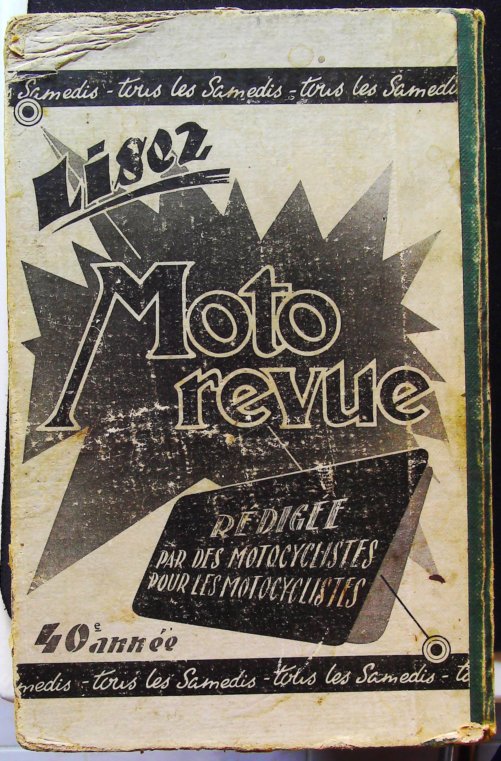 Samedis - tous les Samedis - tous les Samedi
Lisez
Moto
revue
RÉDIGÉE
PAR DES MOTOCYCLISTES
POUR LES MOTOCYCLISTES
40e année
medis - tous les Samedis - tous les Samedis - to